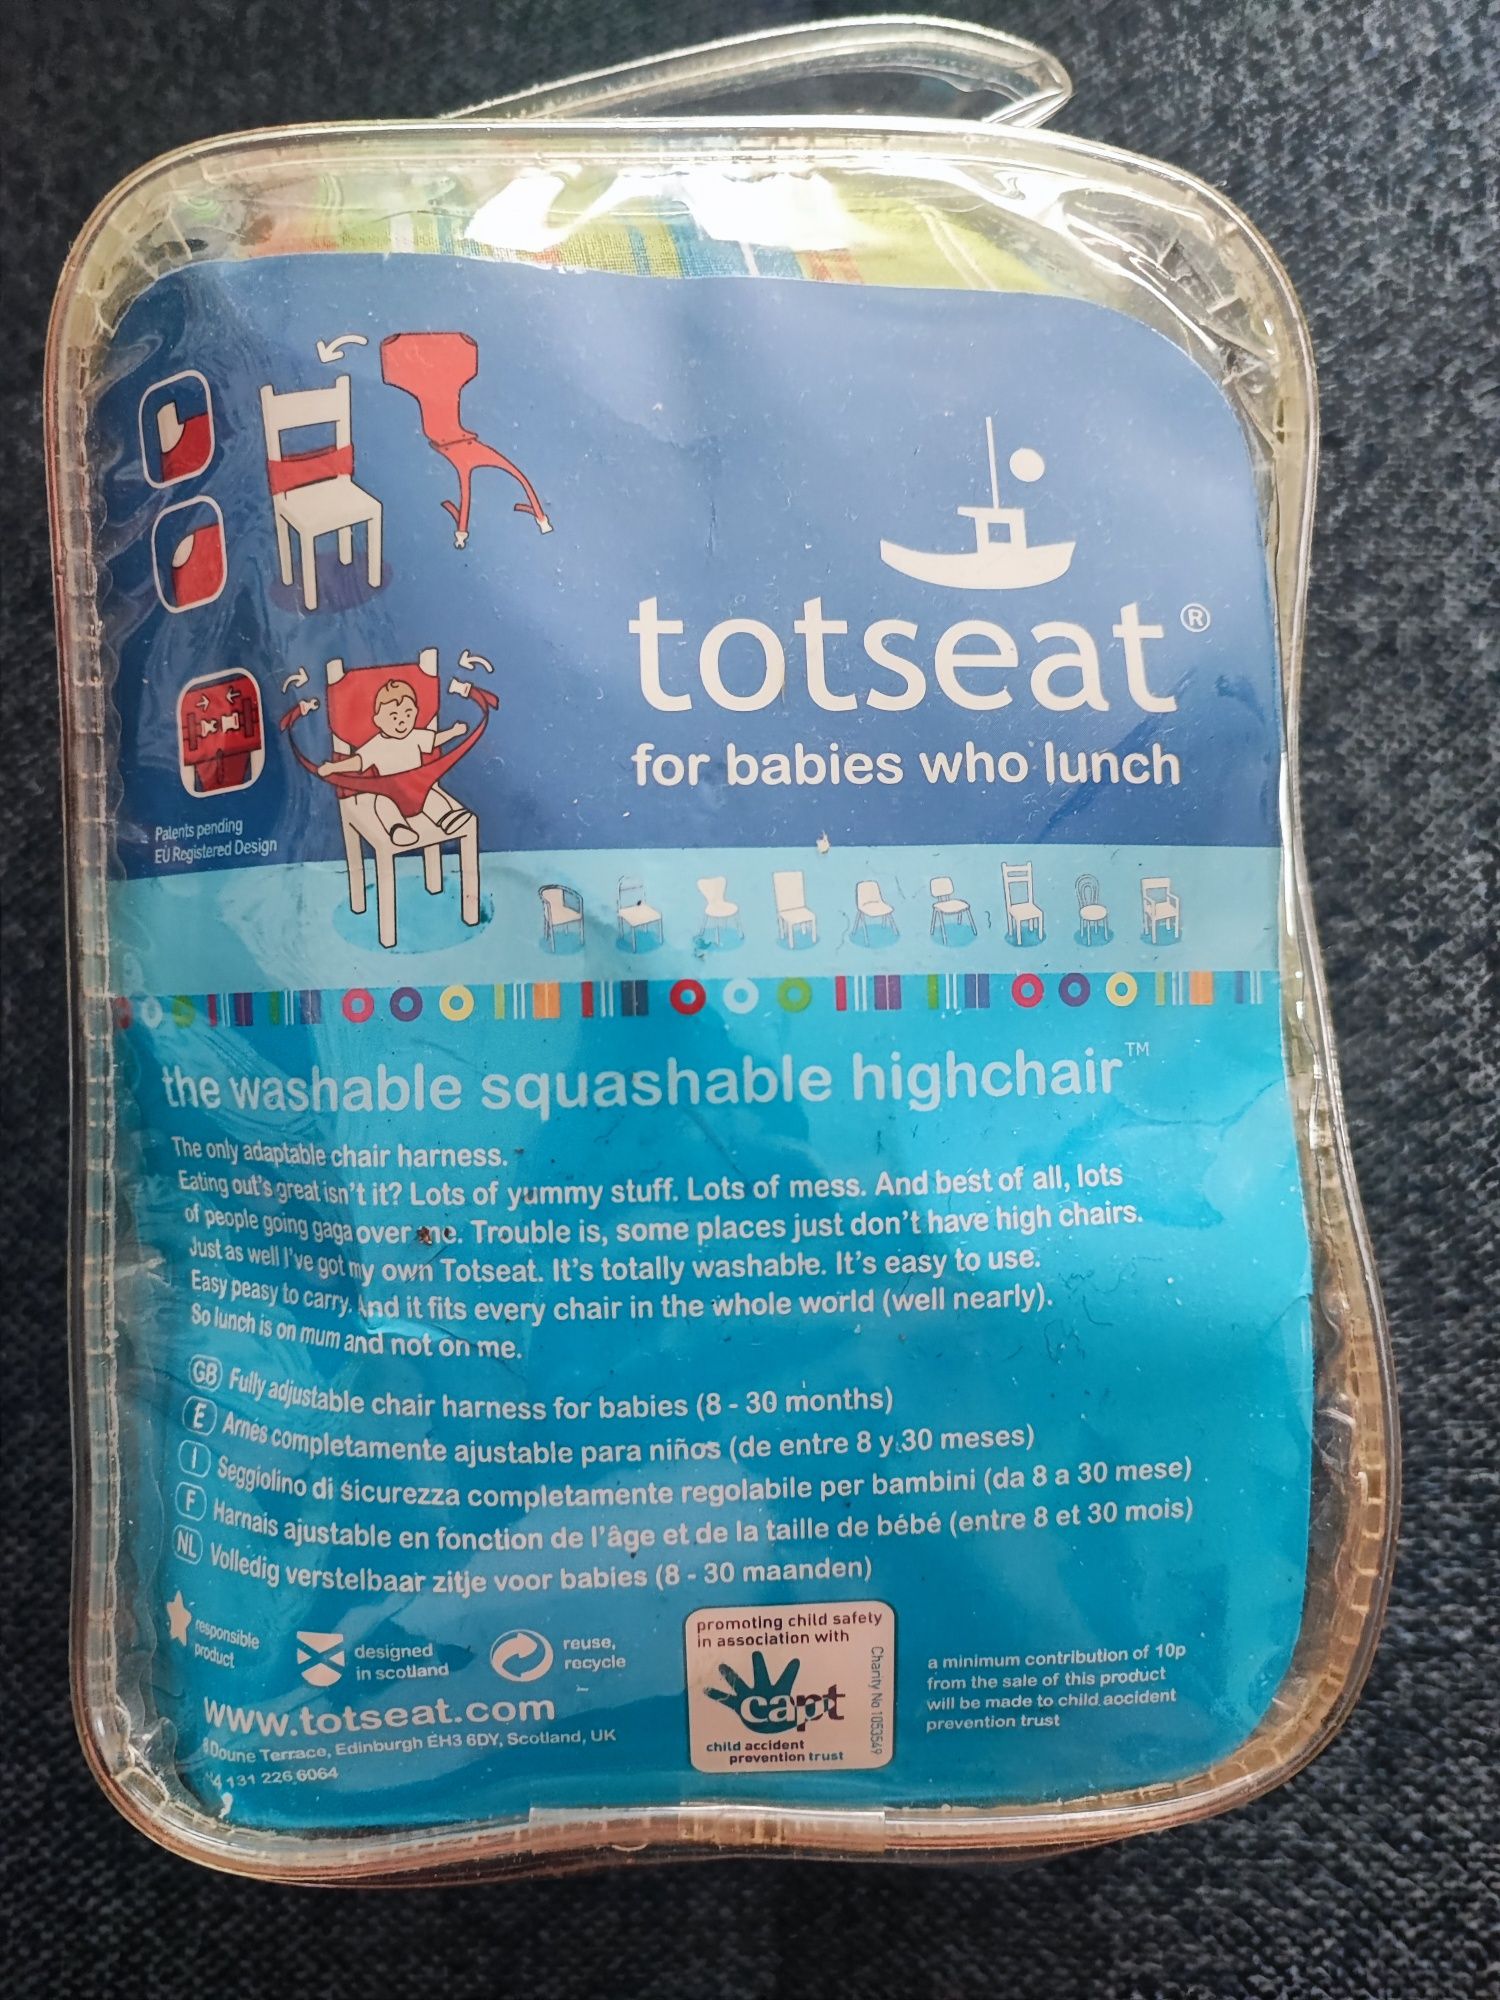 totseat®
for babies who lunch
Patents pending
EU Registered Design
the washable squashable highchair™
The only adaptable chair harness.
Eating out's great isn't it? Lots of yummy stuff. Lots of mess. And best of all, lots
of people going gaga over me. Trouble is, some places just don't have high chairs.
Just as well I've got my own Totseat. It's totally washable. It's easy to use.
Easy peasy to carry. And it fits every chair in the whole world (well nearly).
So lunch is on mum and not on me.
GB Fully adjustable chair harness for babies (8 - 30 months)
E Arnés completamente ajustable para niños (de entre 8 y 30 meses)
I Seggiolino di sicurezza completamente regolabile per bambini (da 8 a 30 mese)
F Harnais ajustable en fonction de l'âge et de la taille de bébé (entre 8 et 30 mois)
NL Volledig verstelbaar zitje voor babies (8 - 30 maanden)
responsible
product
designed
in scotland
reuse,
recycle
www.totseat.com
8 Doune Terrace, Edinburgh EH3 6DY, Scotland, UK
131 226 6064
promoting child safety
in association with
capt
child accident
prevention trust
Charity No 1053549
a minimum contribution of 10p
from the sale of this product
will be made to child accident
prevention trust